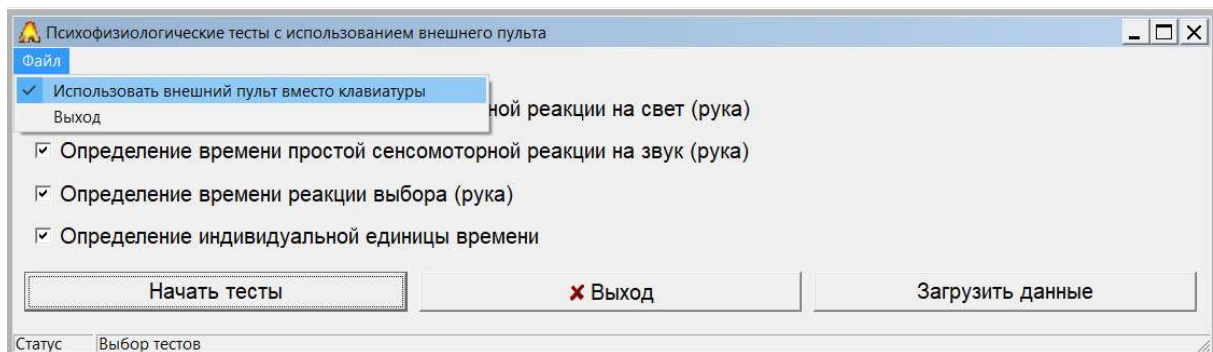 Психофизиологические тесты с использованием внешнего пульта
Файл
Использовать внешний пульт вместо клавиатуры
Выход
ной реакции на свет (рука)
Определение времени простой сенсомоторной реакции на звук (рука)
Определение времени реакции выбора (рука)
Определение индивидуальной единицы времени
Начать тесты Выход Загрузить данные
Статус Выбор тестов